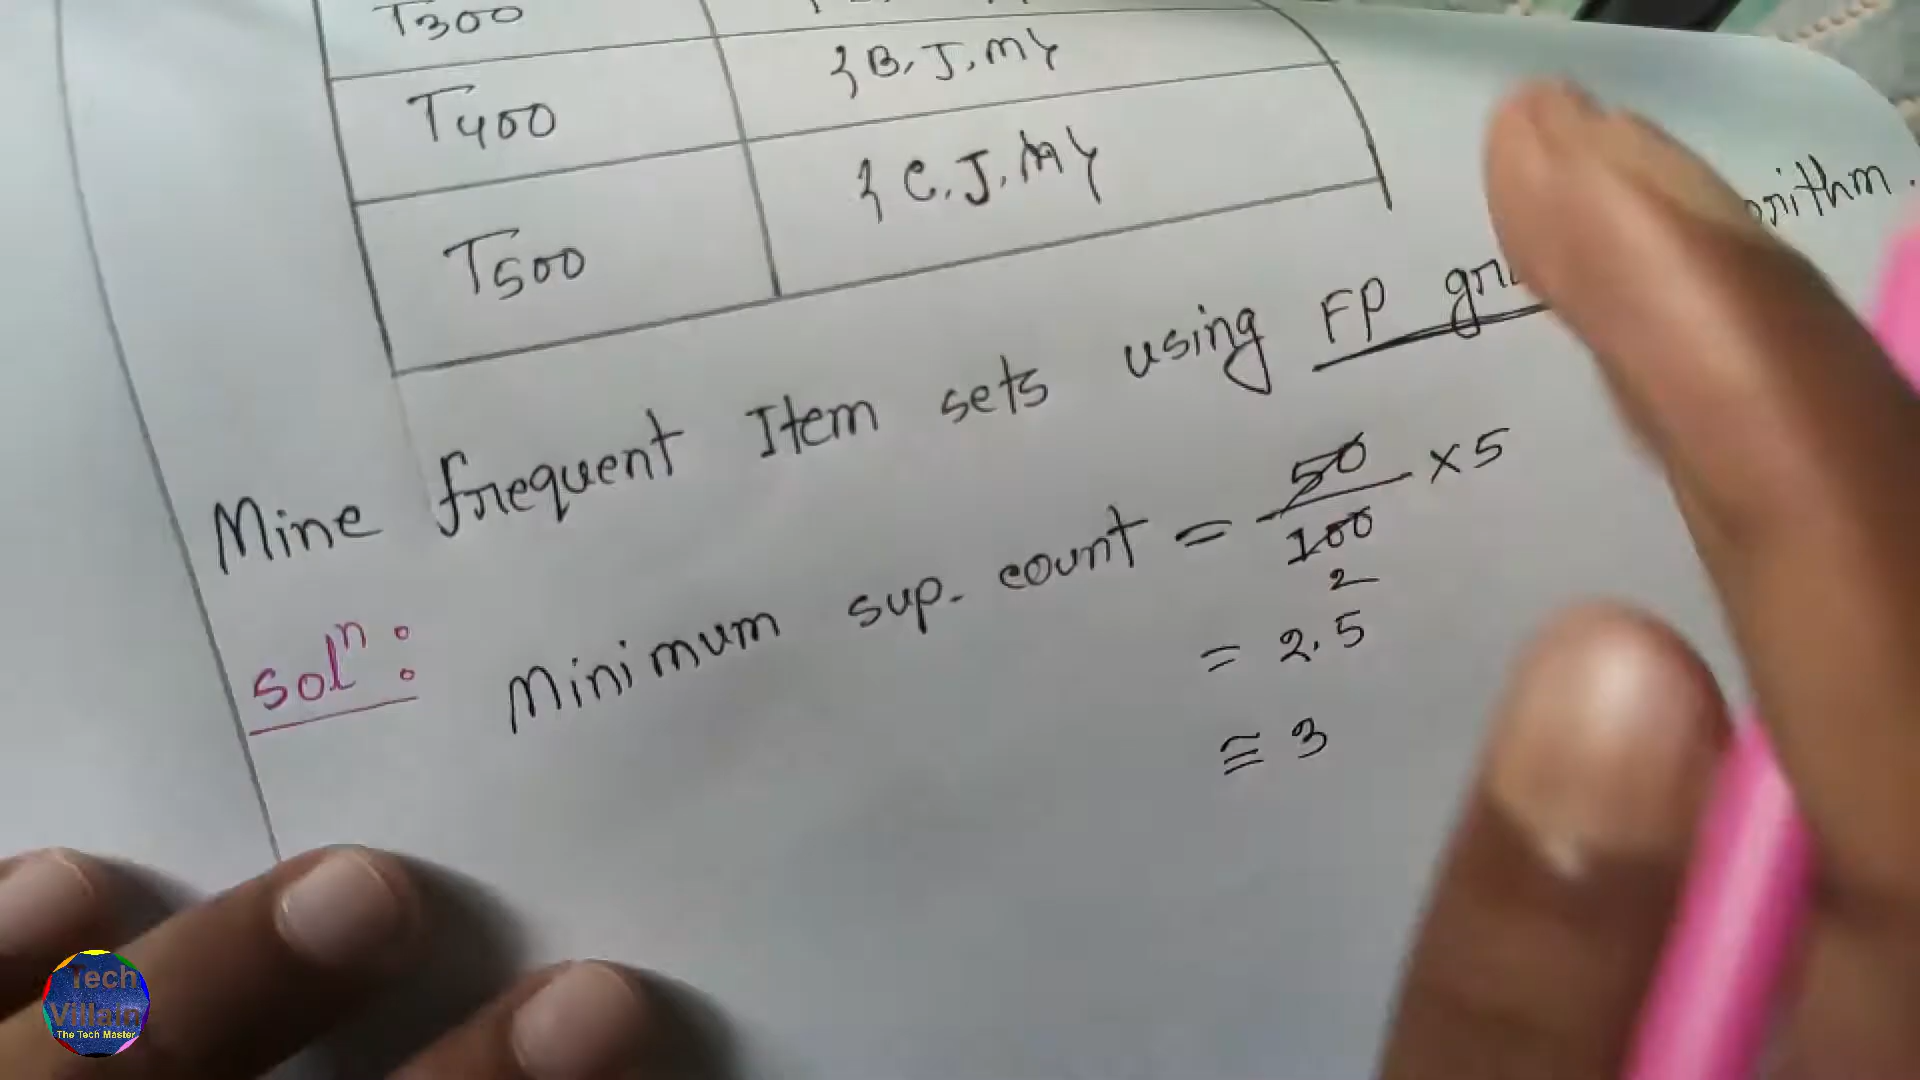 T300
T400 {B, J, M}
T500 {C, J, M}
Mine frequent Item sets using FP
Solⁿ: Minimum sup. count = 50/100 × 5
2
= 2.5
≅ 3
Tech
Villain
The Tech Master